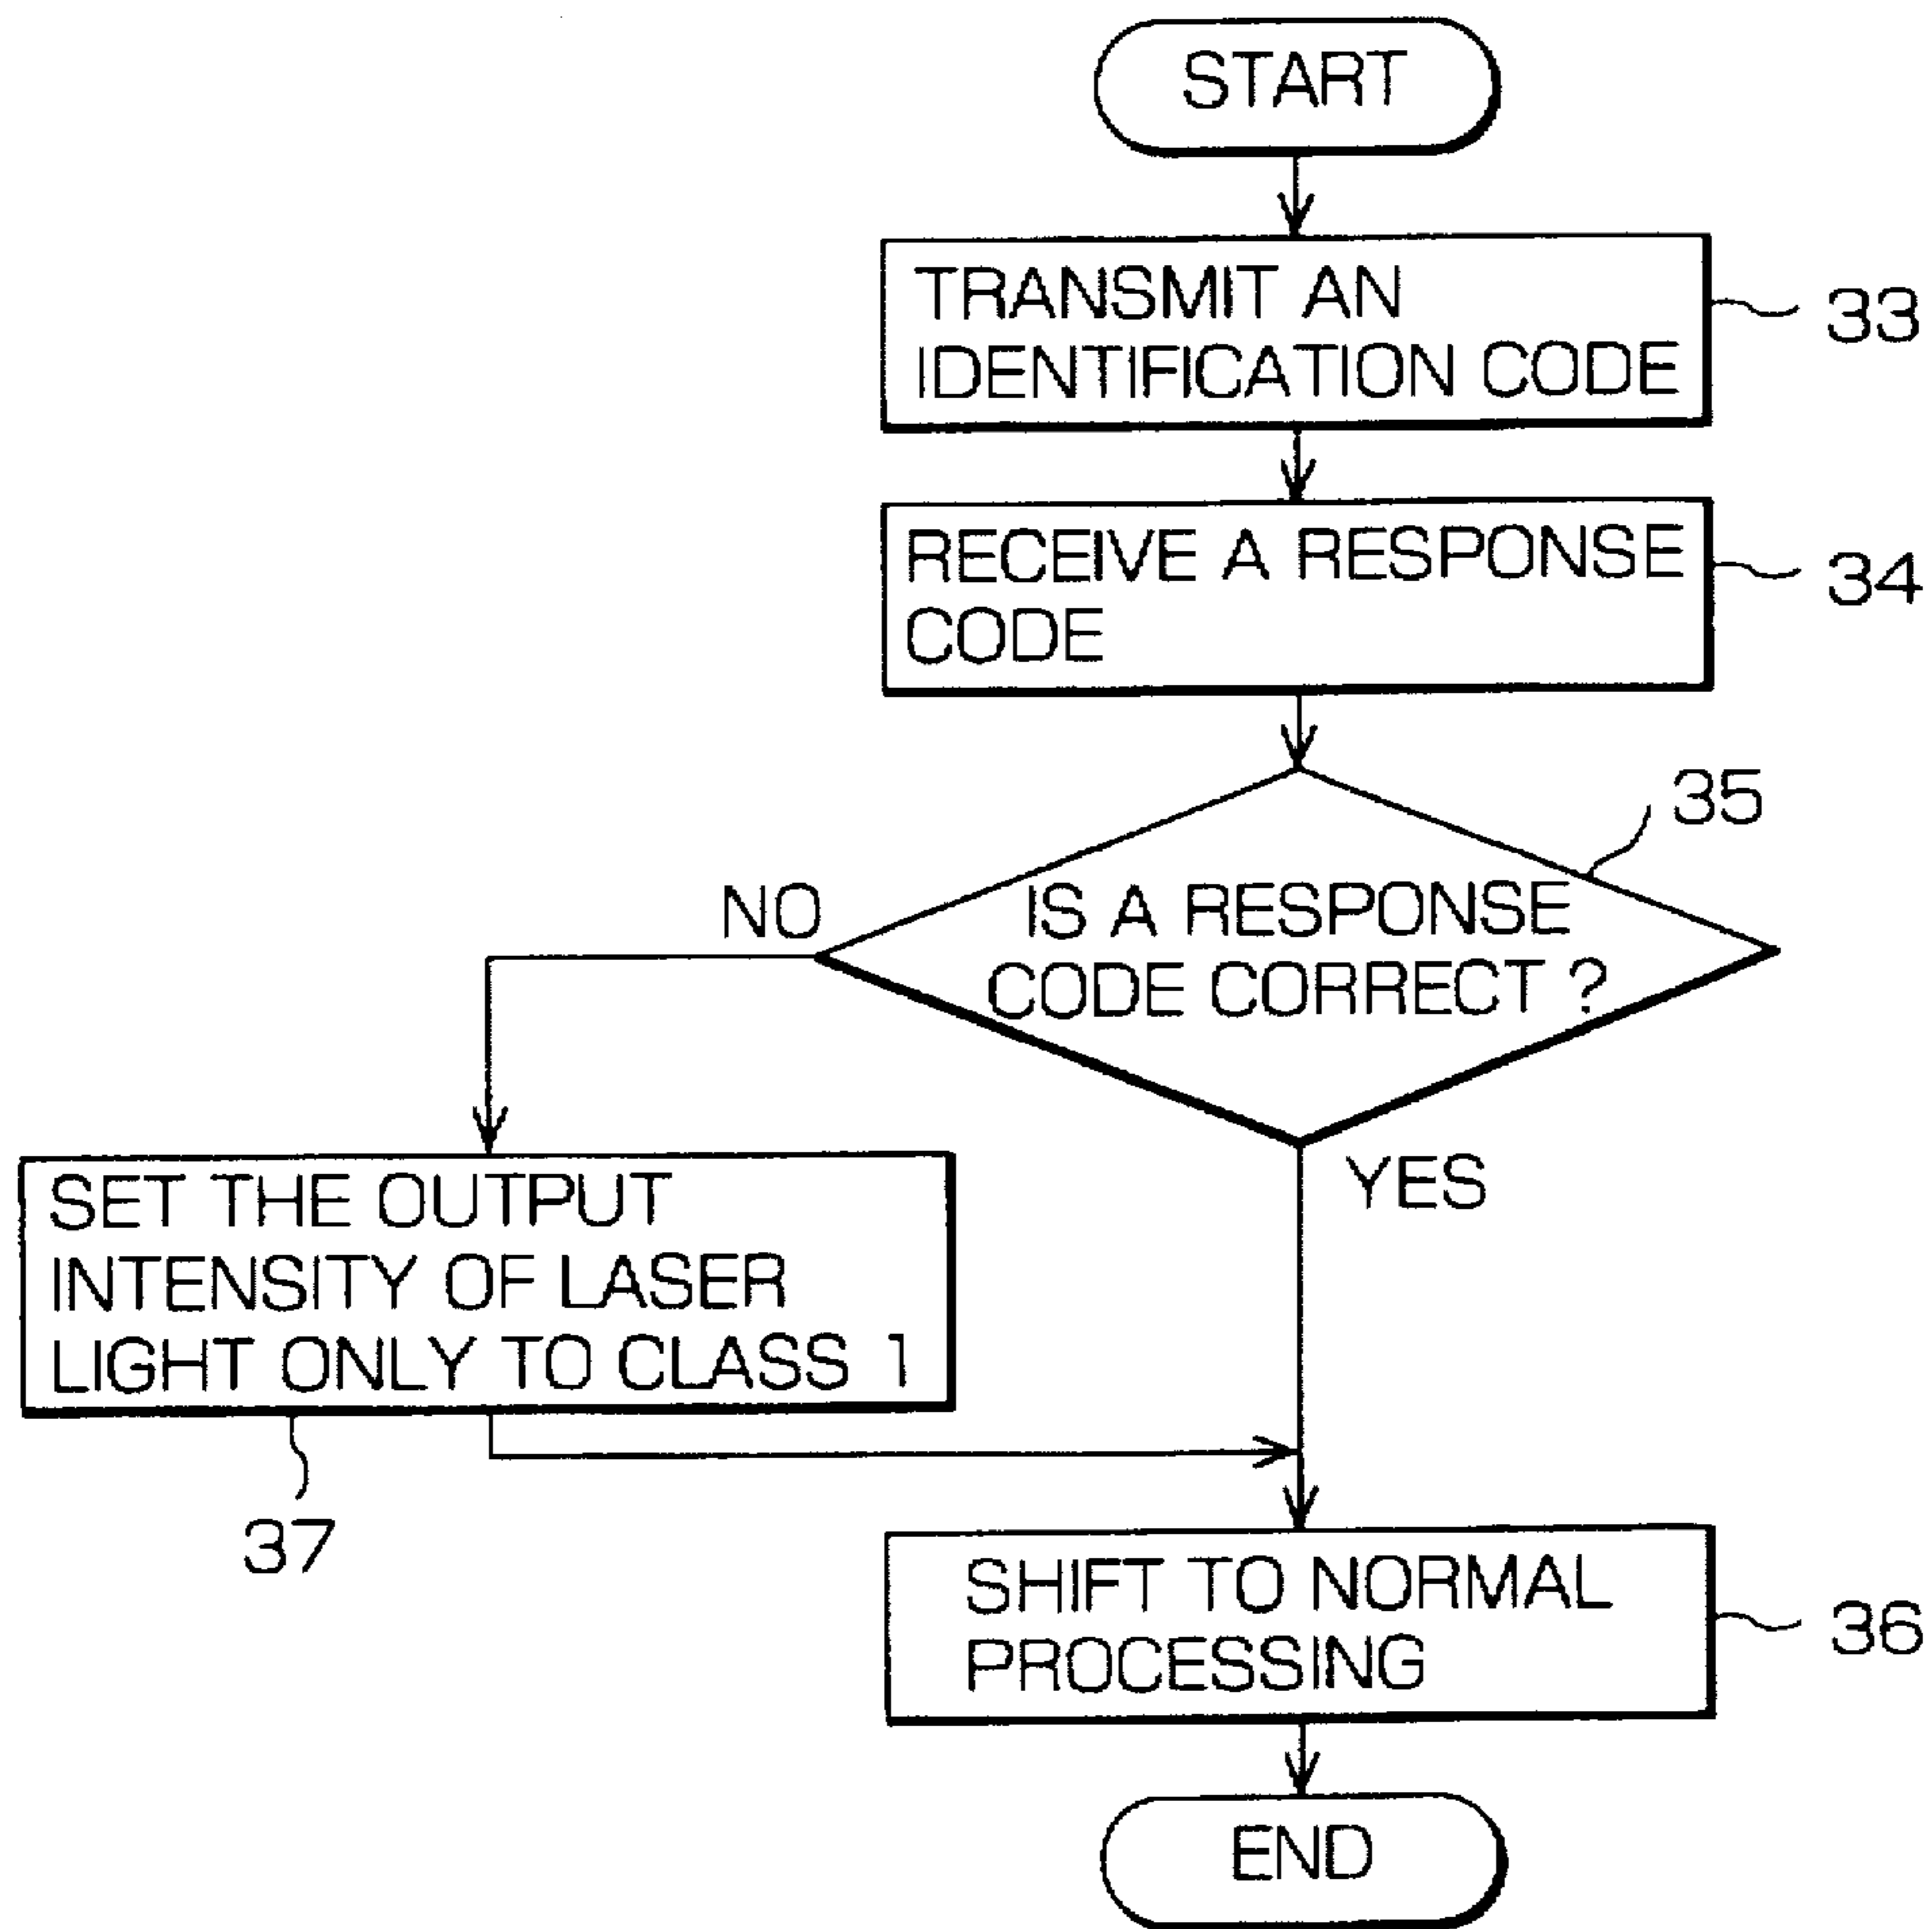 START
TRANSMIT AN
IDENTIFICATION CODE
33
RECEIVE A RESPONSE
CODE
34
35
NO
IS A RESPONSE
CODE CORRECT ?
YES
SET THE OUTPUT
INTENSITY OF LASER
LIGHT ONLY TO CLASS 1
37
SHIFT TO NORMAL
PROCESSING
36
END